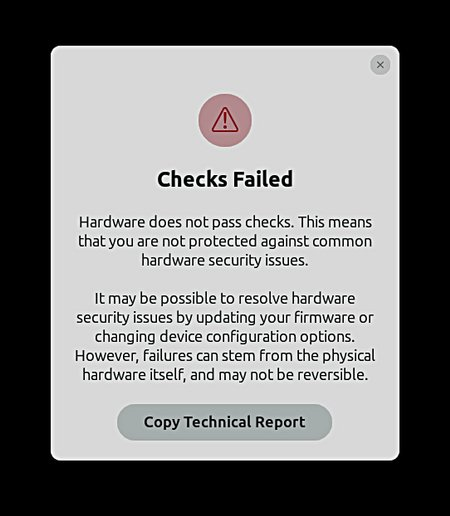 Checks Failed
Hardware does not pass checks. This means
that you are not protected against common
hardware security issues.
It may be possible to resolve hardware
security issues by updating your firmware or
changing device configuration options.
However, failures can stem from the physical
hardware itself, and may not be reversible.
Copy Technical Report